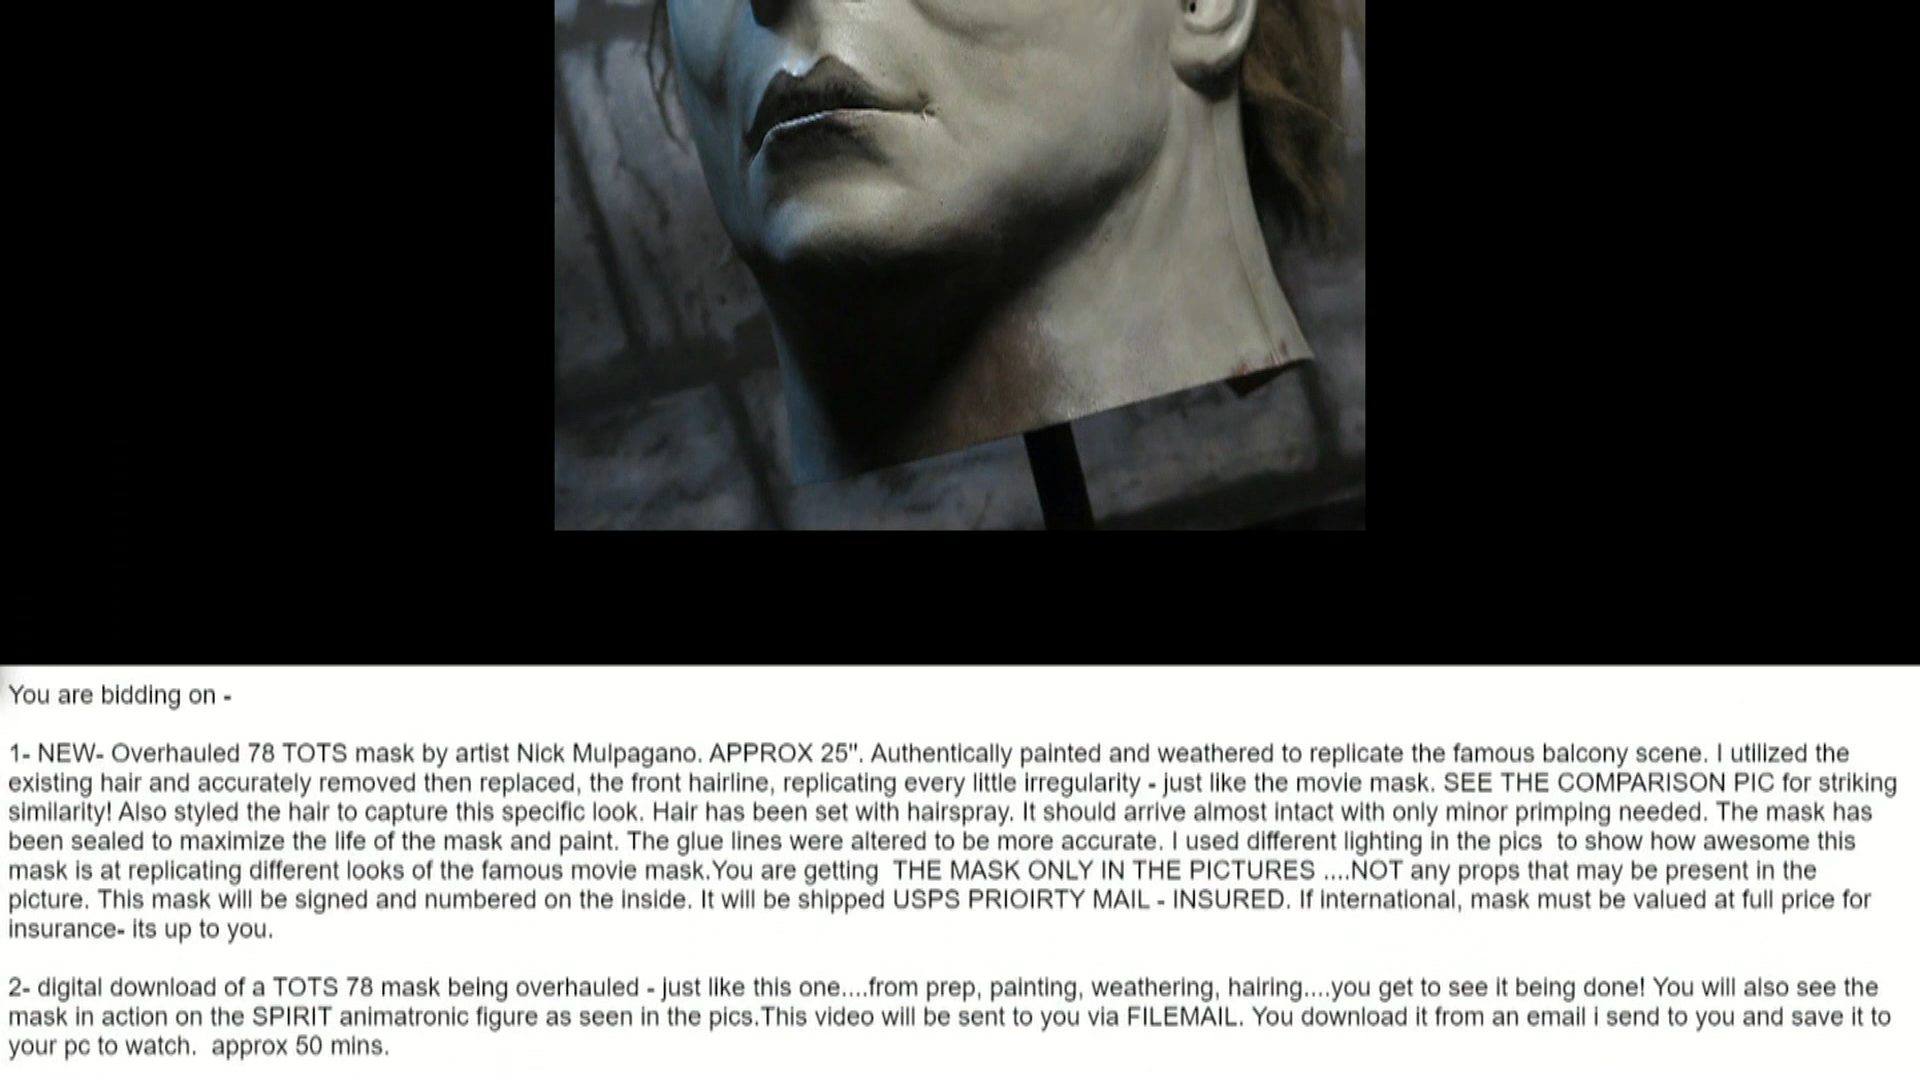 You are bidding on -
1- NEW- Overhauled 78 TOTS mask by artist Nick Mulpagano. APPROX 25". Authentically painted and weathered to replicate the famous balcony scene. I utilized the
existing hair and accurately removed then replaced, the front hairline, replicating every little irregularity - just like the movie mask. SEE THE COMPARISON PIC for striking
similarity! Also styled the hair to capture this specific look. Hair has been set with hairspray. It should arrive almost intact with only minor primping needed. The mask has
been sealed to maximize the life of the mask and paint. The glue lines were altered to be more accurate. I used different lighting in the pics  to show how awesome this
mask is at replicating different looks of the famous movie mask.You are getting  THE MASK ONLY IN THE PICTURES ....NOT any props that may be present in the
picture. This mask will be signed and numbered on the inside. It will be shipped USPS PRIOIRTY MAIL - INSURED. If international, mask must be valued at full price for
insurance- its up to you.
2- digital download of a TOTS 78 mask being overhauled - just like this one....from prep, painting, weathering, hairing....you get to see it being done! You will also see the
mask in action on the SPIRIT animatronic figure as seen in the pics.This video will be sent to you via FILEMAIL. You download it from an email i send to you and save it to
your pc to watch.  approx 50 mins.